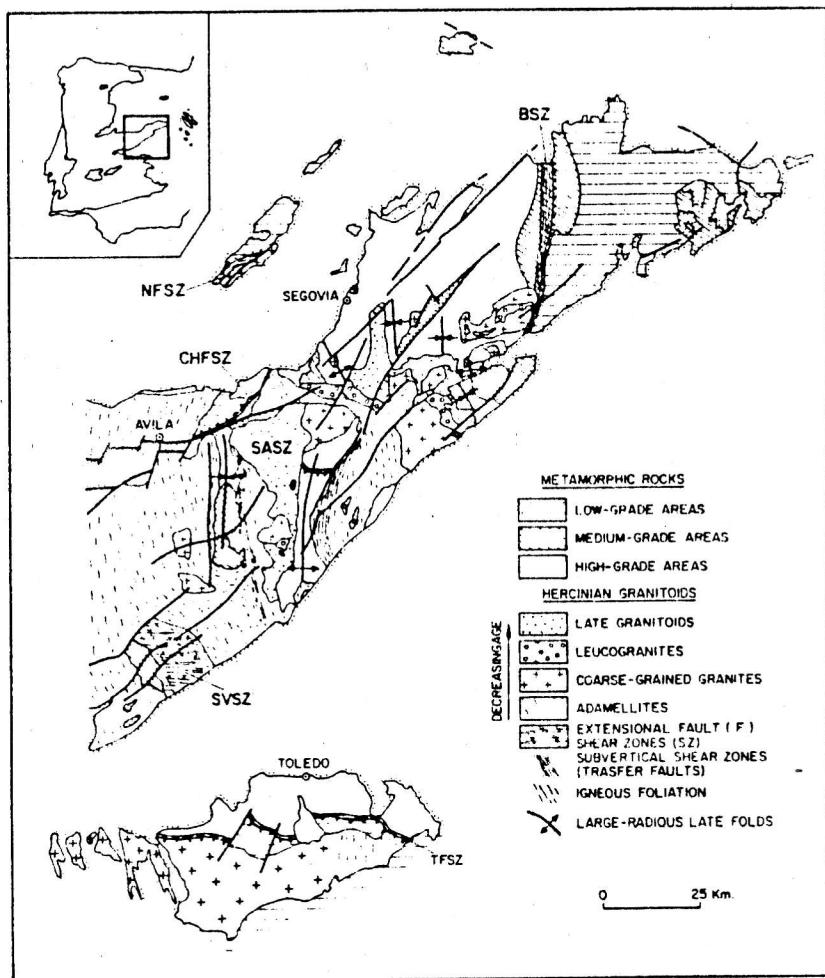 BSZ
NFSZ
SEGOVIA
CHFSZ
AVILA
SASZ
METAMORPHIC ROCKS
LOW-GRADE AREAS
MEDIUM-GRADE AREAS
HIGH-GRADE AREAS
HERCINIAN GRANITOIDS
LATE GRANITOIDS
LEUCOGRANITES
COARSE-GRAINED GRANITES
ADAMELLITES
DECREASINGAGE
EXTENSIONAL FAULT (F)
SHEAR ZONES (SZ)
SUBVERTICAL SHEAR ZONES
(TRASFER FAULTS)
IGNEOUS FOLIATION
LARGE-RADIOUS LATE FOLDS
SVSZ
TOLEDO
TFSZ
0 25 Km.